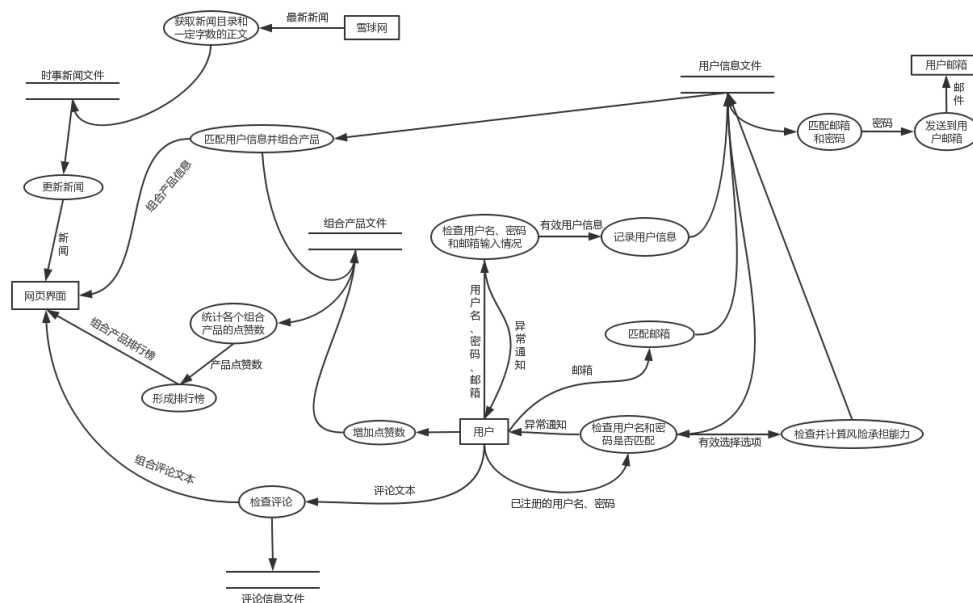 获取新闻目录和
一定字数的正文
最新新闻
雪球网
时事新闻文件
用户信息文件
用户邮箱
邮件
匹配用户信息并组合产品
匹配邮箱
和密码
密码
发送到用
户邮箱
更新新闻
组合产品信息
新闻
组合产品文件
检查用户名、密码
和邮箱输入情况
有效用户信息
记录用户信息
网页界面
统计各个组合
产品的点赞数
用户名、密码、邮箱
异常通知
匹配邮箱
组合产品排行榜
产品点赞数
邮箱
形成排行榜
增加点赞数
用户
异常通知
检查用户名和密
码是否匹配
有效选择选项
检查并计算风险承担能力
组合评论文本
检查评论
评论文本
已注册的用户名、密码
评论信息文件